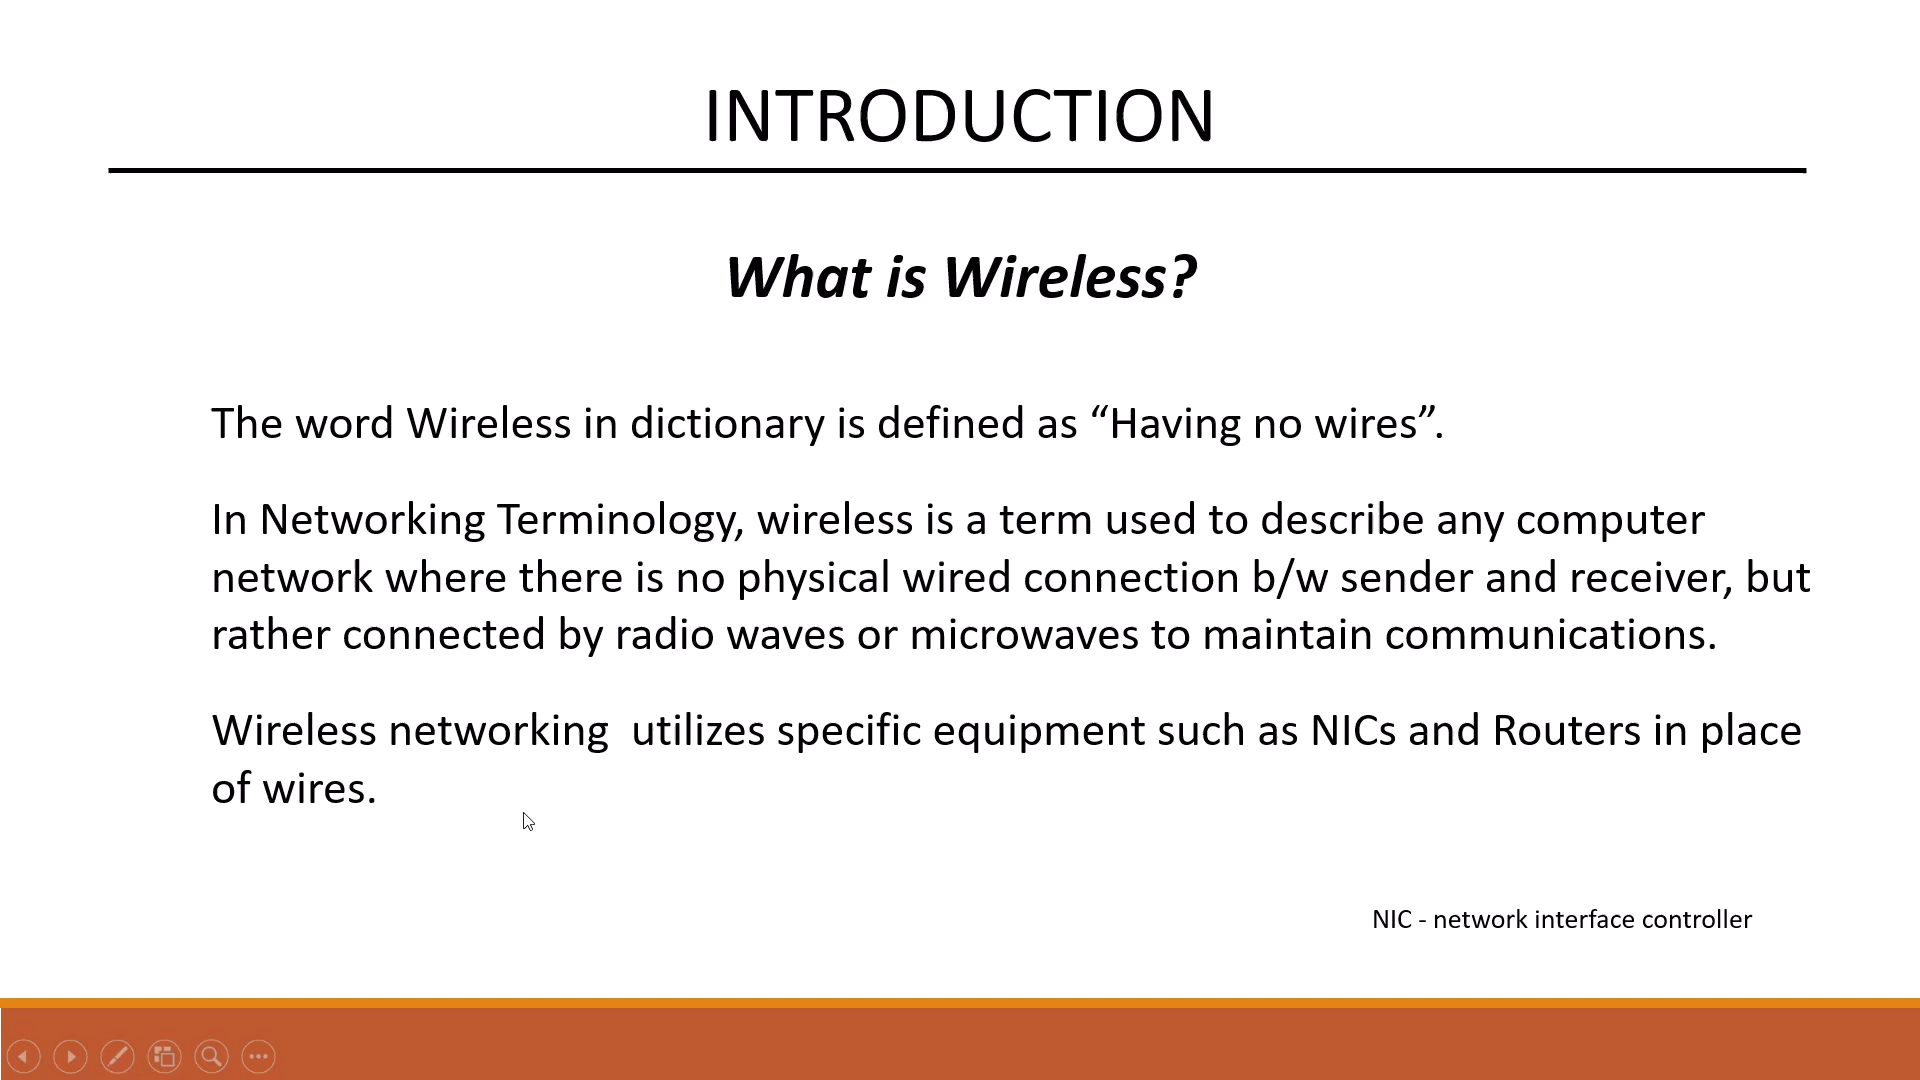 INTRODUCTION
What is Wireless?
The word Wireless in dictionary is defined as “Having no wires”.
In Networking Terminology, wireless is a term used to describe any computer
network where there is no physical wired connection b/w sender and receiver, but
rather connected by radio waves or microwaves to maintain communications.
Wireless networking  utilizes specific equipment such as NICs and Routers in place
of wires.
NIC - network interface controller